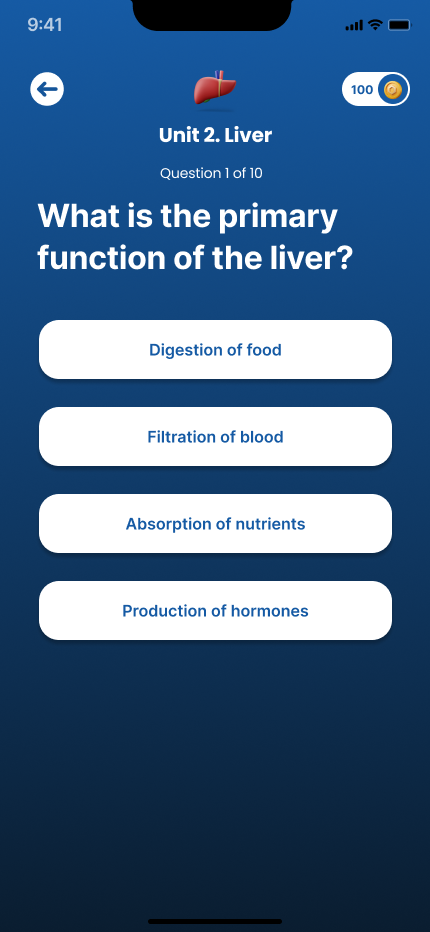 9:41
100
Unit 2. Liver
Question 1 of 10
What is the primary
function of the liver?
Digestion of food
Filtration of blood
Absorption of nutrients
Production of hormones